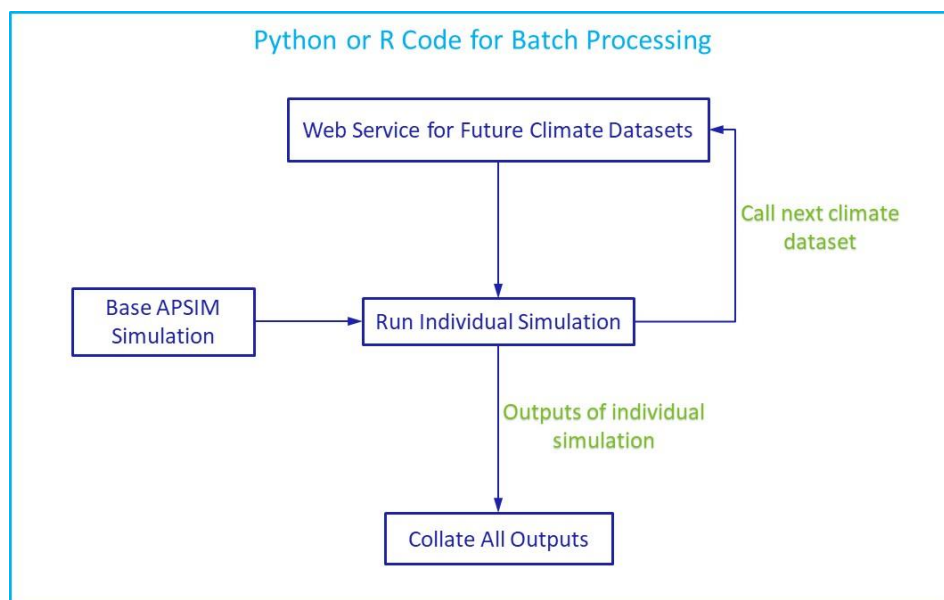 Python or R Code for Batch Processing
Web Service for Future Climate Datasets
Call next climate
dataset
Base APSIM
Simulation
Run Individual Simulation
Outputs of individual
simulation
Collate All Outputs